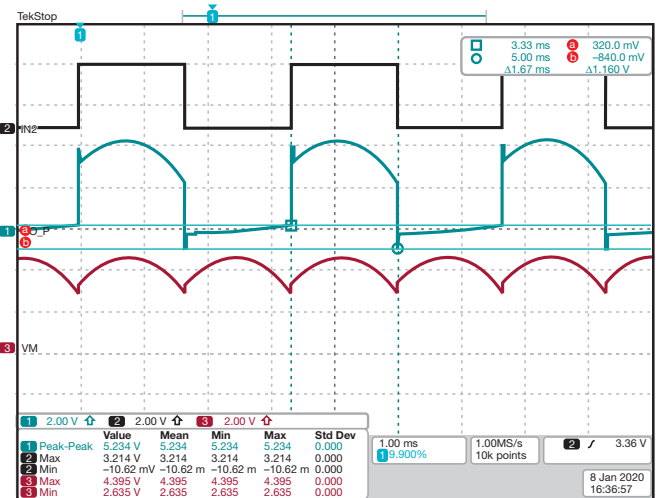 TekStop
1
1
3.33 ms a 320.0 mV
5.00 ms b −840.0 mV
Δ1.67 ms Δ1.160 V
2 IN2
1 a O_P
b
3 VM
1 2.00 V 2 2.00 V 3 2.00 V
Value Mean Min Max Std Dev
1 Peak-Peak 5.234 V 5.234 5.234 5.234 0.000
2 Max 3.214 V 3.214 3.214 3.214 0.000
2 Min −10.62 mV −10.62 m −10.62 m −10.62 m 0.000
3 Max 4.395 V 4.395 4.395 4.395 0.000
3 Min 2.635 V 2.635 2.635 2.635 0.000
1.00 ms
1 9.900%
1.00MS/s
10k points
2 3.36 V
8 Jan 2020
16:36:57